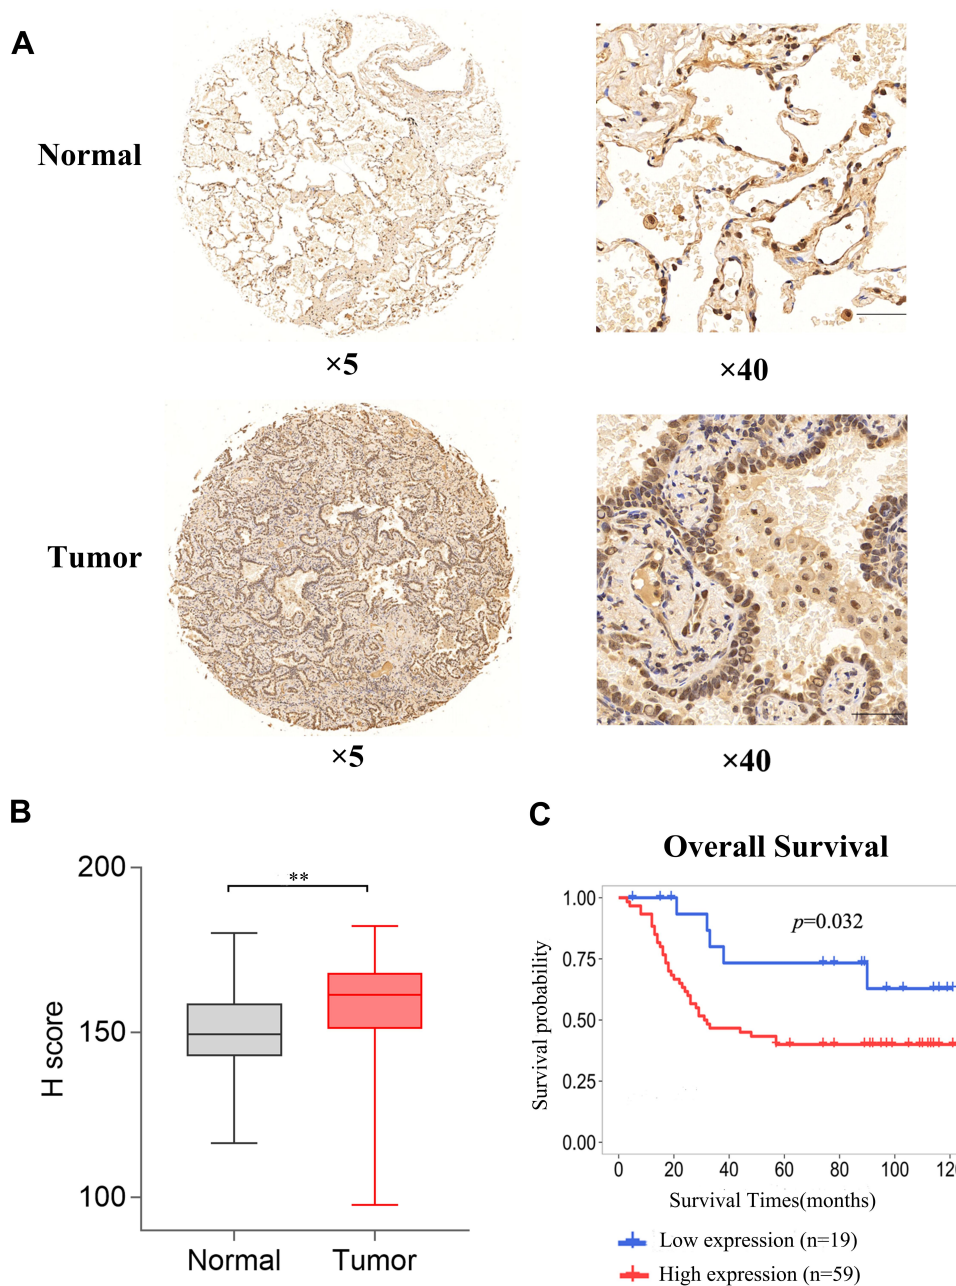 A
Normal
×5
×40
Tumor
×5
×40
B
200
150
100
H score
**
Normal
Tumor
C
Overall Survival
p=0.032
1.00
0.75
0.50
0.25
0.00
Survival probability
0 20 40 60 80 100 120
Survival Times(months)
Low expression (n=19)
High expression (n=59)